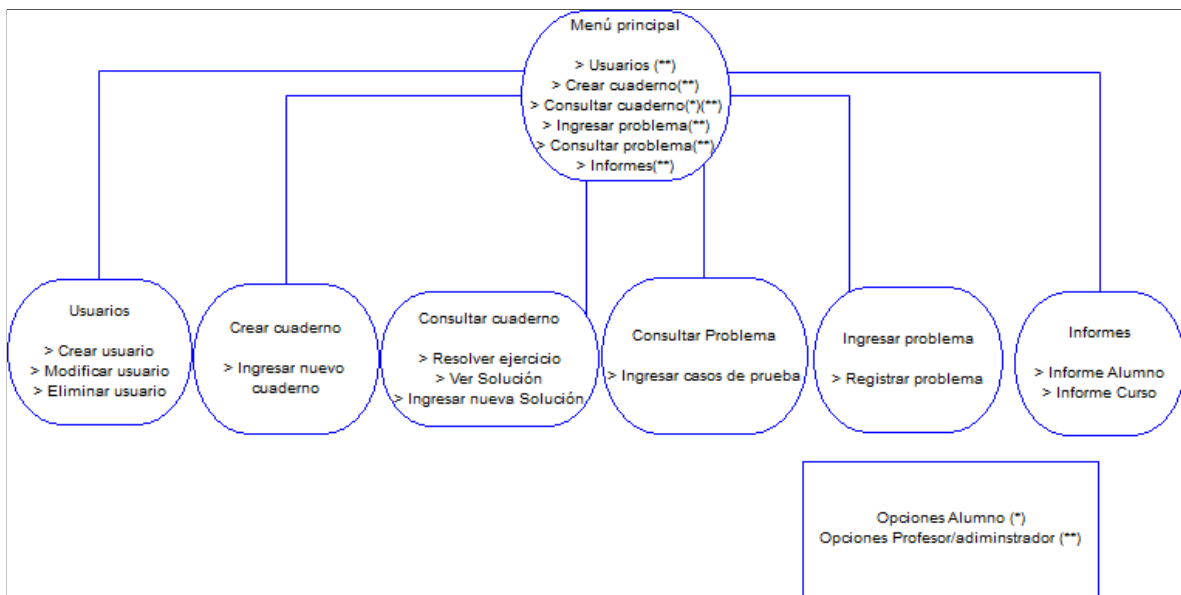 Menú principal
> Usuarios (**)
> Crear cuaderno(**)
> Consultar cuaderno(*)(**)
> Ingresar problema(**)
> Consultar problema(**)
> Informes(**)
Usuarios
> Crear usuario
> Modificar usuario
> Eliminar usuario
Crear cuaderno
> Ingresar nuevo
cuaderno
Consultar cuaderno
> Resolver ejercicio
> Ver Solución
> Ingresar nueva Solución
Consultar Problema
> Ingresar casos de prueba
Ingresar problema
> Registrar problema
Informes
> Informe Alumno
> Informe Curso
Opciones Alumno (*)
Opciones Profesor/adiminstrador (**)